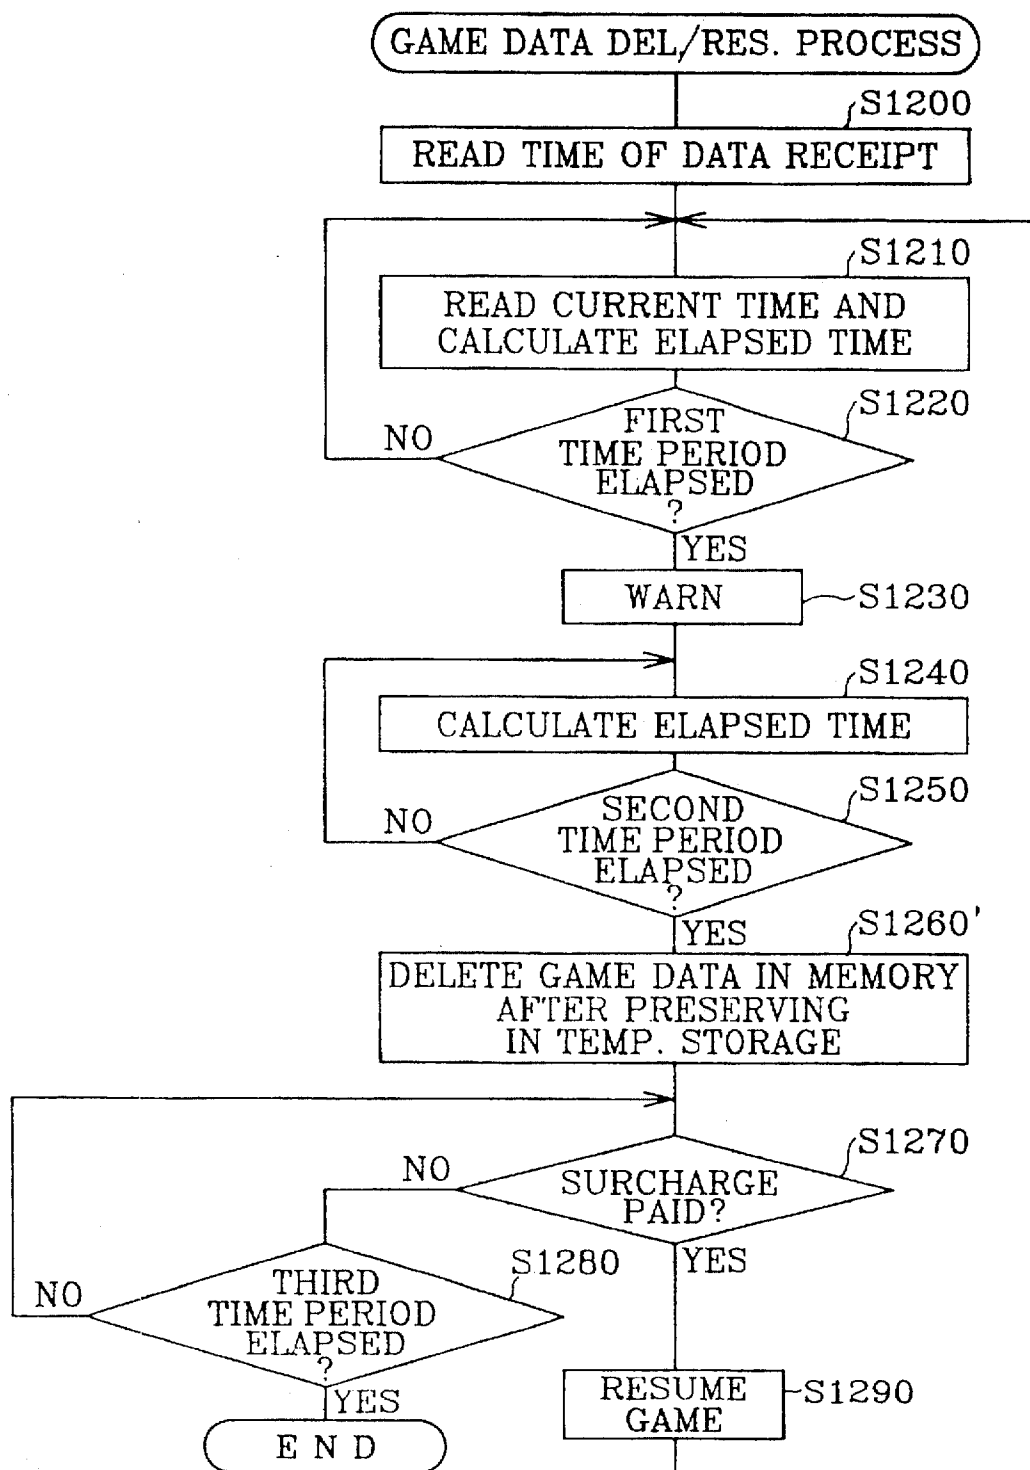 GAME DATA DEL/RES. PROCESS
S1200
READ TIME OF DATA RECEIPT
S1210
READ CURRENT TIME AND
CALCULATE ELAPSED TIME
S1220
NO
FIRST
TIME PERIOD
ELAPSED
?
YES
WARN
S1230
S1240
CALCULATE ELAPSED TIME
S1250
NO
SECOND
TIME PERIOD
ELAPSED
?
YES
S1260'
DELETE GAME DATA IN MEMORY
AFTER PRESERVING
IN TEMP. STORAGE
S1270
NO
SURCHARGE
PAID?
YES
S1280
NO
THIRD
TIME PERIOD
ELAPSED
?
YES
END
RESUME
GAME
S1290